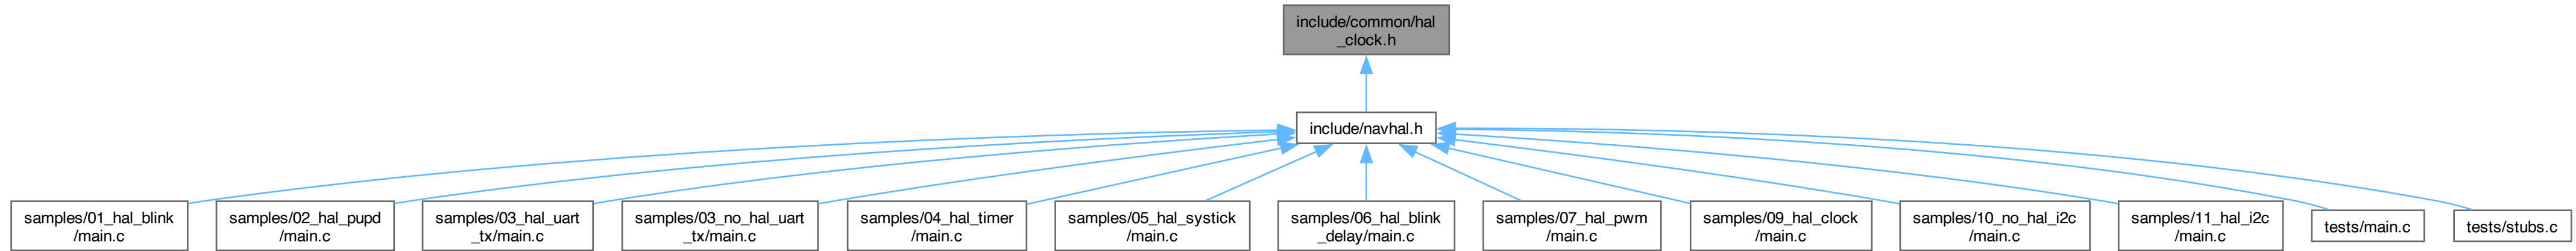 include/common/hal
_clock.h
include/navhal.h
samples/01_hal_blink
/main.c
samples/02_hal_pupd
/main.c
samples/03_hal_uart
_tx/main.c
samples/03_no_hal_uart
_tx/main.c
samples/04_hal_timer
/main.c
samples/05_hal_systick
/main.c
samples/06_hal_blink
_delay/main.c
samples/07_hal_pwm
/main.c
samples/09_hal_clock
/main.c
samples/10_no_hal_i2c
/main.c
samples/11_hal_i2c
/main.c
tests/main.c
tests/stubs.c